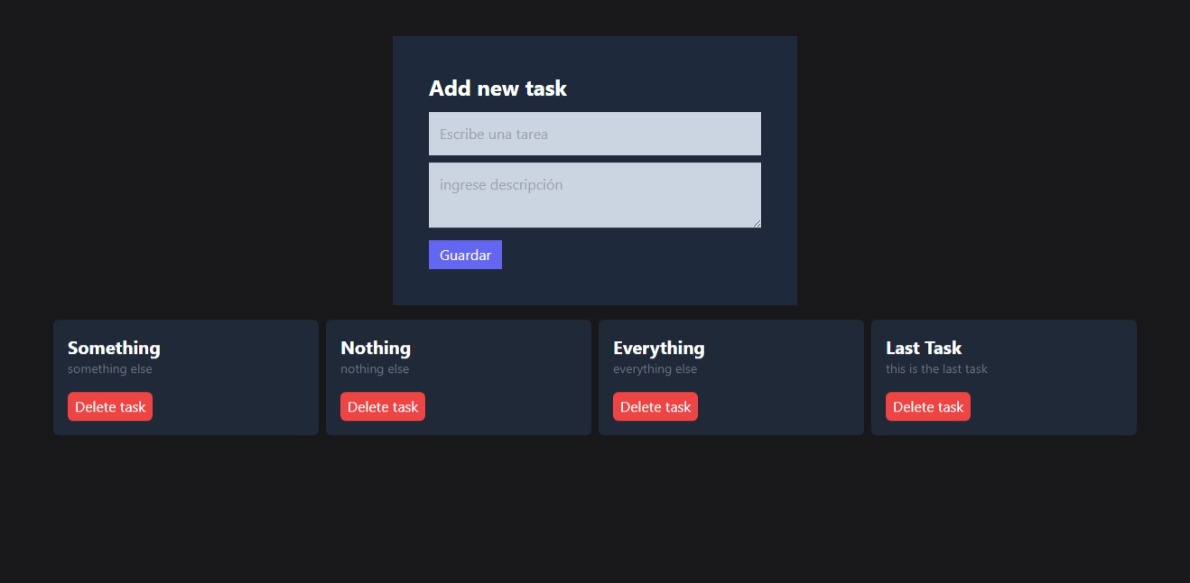 Add new task
Escribe una tarea
ingrese descripción
Guardar
Something
something else
Delete task
Nothing
nothing else
Delete task
Everything
everything else
Delete task
Last Task
this is the last task
Delete task